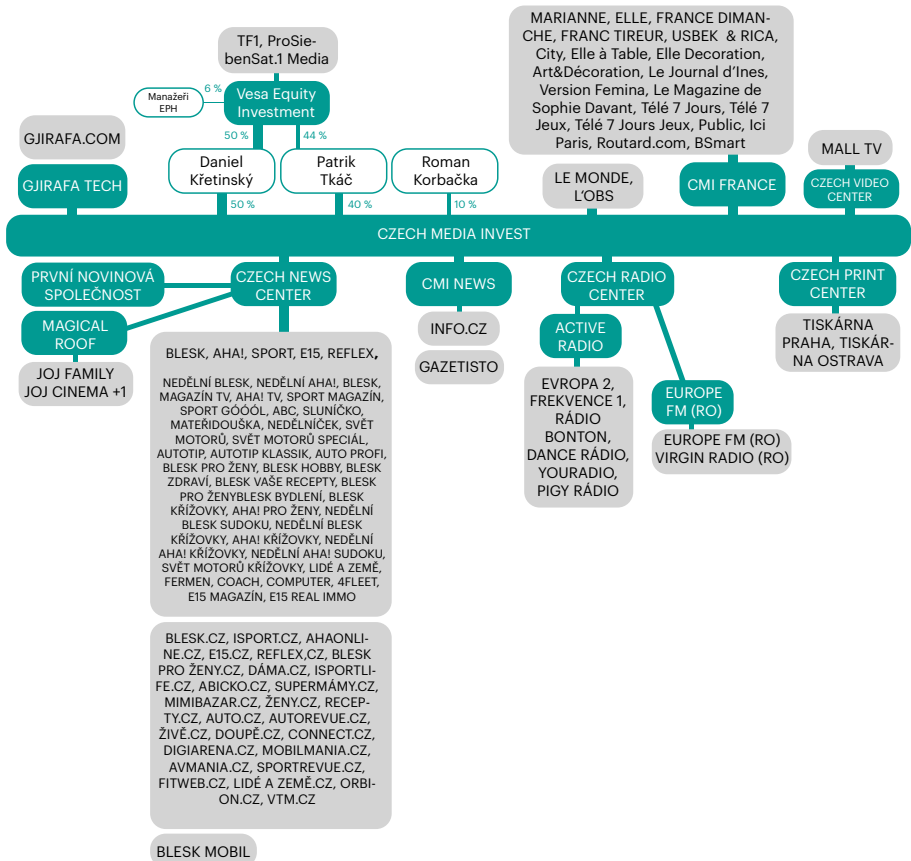 TF1, ProSie-
benSat.1 Media
Manažeři
EPH
6 %
Vesa Equity
Investment
50 %
44 %
GJIRAFA.COM
GJIRAFA TECH
Daniel
Křetinský
Patrik
Tkáč
Roman
Korbačka
50 %
40 %
10 %
MARIANNE, ELLE, FRANCE DIMAN-
CHE, FRANC TIREUR, USBEK & RICA,
City, Elle à Table, Elle Decoration,
Art&Décoration, Le Journal d’Ines,
Version Femina, Le Magazine de
Sophie Davant, Télé 7 Jours, Télé 7
Jeux, Télé 7 Jours Jeux, Public, Ici
Paris, Routard.com, BSmart
LE MONDE,
L’OBS
CMI FRANCE
MALL TV
CZECH VIDEO
CENTER
CZECH MEDIA INVEST
PRVNÍ NOVINOVÁ
SPOLEČNOST
MAGICAL
ROOF
JOJ FAMILY
JOJ CINEMA +1
CZECH NEWS
CENTER
BLESK, AHA!, SPORT, E15, REFLEX,
NEDĚLNÍ BLESK, NEDĚLNÍ AHA!, BLESK,
MAGAZÍN TV, AHA! TV, SPORT MAGAZÍN,
SPORT GÓÓÓL, ABC, SLUNÍČKO,
MATEŘIDOUŠKA, NEDĚLNÍČEK, SVĚT
MOTORŮ, SVĚT MOTORŮ SPECIÁL,
AUTOTIP, AUTOTIP KLASSIK, AUTO PROFI,
BLESK PRO ŽENY, BLESK HOBBY, BLESK
ZDRAVÍ, BLESK VAŠE RECEPTY, BLESK
PRO ŽENYBLESK BYDLENÍ, BLESK
KŘÍŽOVKY, AHA! PRO ŽENY, NEDĚLNÍ
BLESK SUDOKU, NEDĚLNÍ BLESK
KŘÍŽOVKY, AHA! KŘÍŽOVKY, NEDĚLNÍ
AHA! KŘÍŽOVKY, NEDĚLNÍ AHA! SUDOKU,
SVĚT MOTORŮ KŘÍŽOVKY, LIDÉ A ZEMĚ,
FERMEN, COACH, COMPUTER, 4FLEET,
E15 MAGAZÍN, E15 REAL IMMO
BLESK.CZ, ISPORT.CZ, AHAONLI-
NE.CZ, E15.CZ, REFLEX,CZ, BLESK
PRO ŽENY.CZ, DÁMA.CZ, ISPORTLI-
FE.CZ, ABICKO.CZ, SUPERMÁMY.CZ,
MIMIBAZAR.CZ, ŽENY.CZ, RECEP-
TY.CZ, AUTO.CZ, AUTOREVUE.CZ,
ŽIVĚ.CZ, DOUPĚ.CZ, CONNECT.CZ,
DIGIARENA.CZ, MOBILMANIA.CZ,
AVMANIA.CZ, SPORTREVUE.CZ,
FITWEB.CZ, LIDÉ A ZEMĚ.CZ, ORBI-
ON.CZ, VTM.CZ
BLESK MOBIL
CMI NEWS
INFO.CZ
GAZETISTO
CZECH RADIO
CENTER
ACTIVE
RADIO
EVROPA 2,
FREKVENCE 1,
RÁDIO
BONTON,
DANCE RÁDIO,
YOURADIO,
PIGY RÁDIO
EUROPE
FM (RO)
EUROPE FM (RO)
VIRGIN RADIO (RO)
CZECH PRINT
CENTER
TISKÁRNA
PRAHA, TISKÁR-
NA OSTRAVA